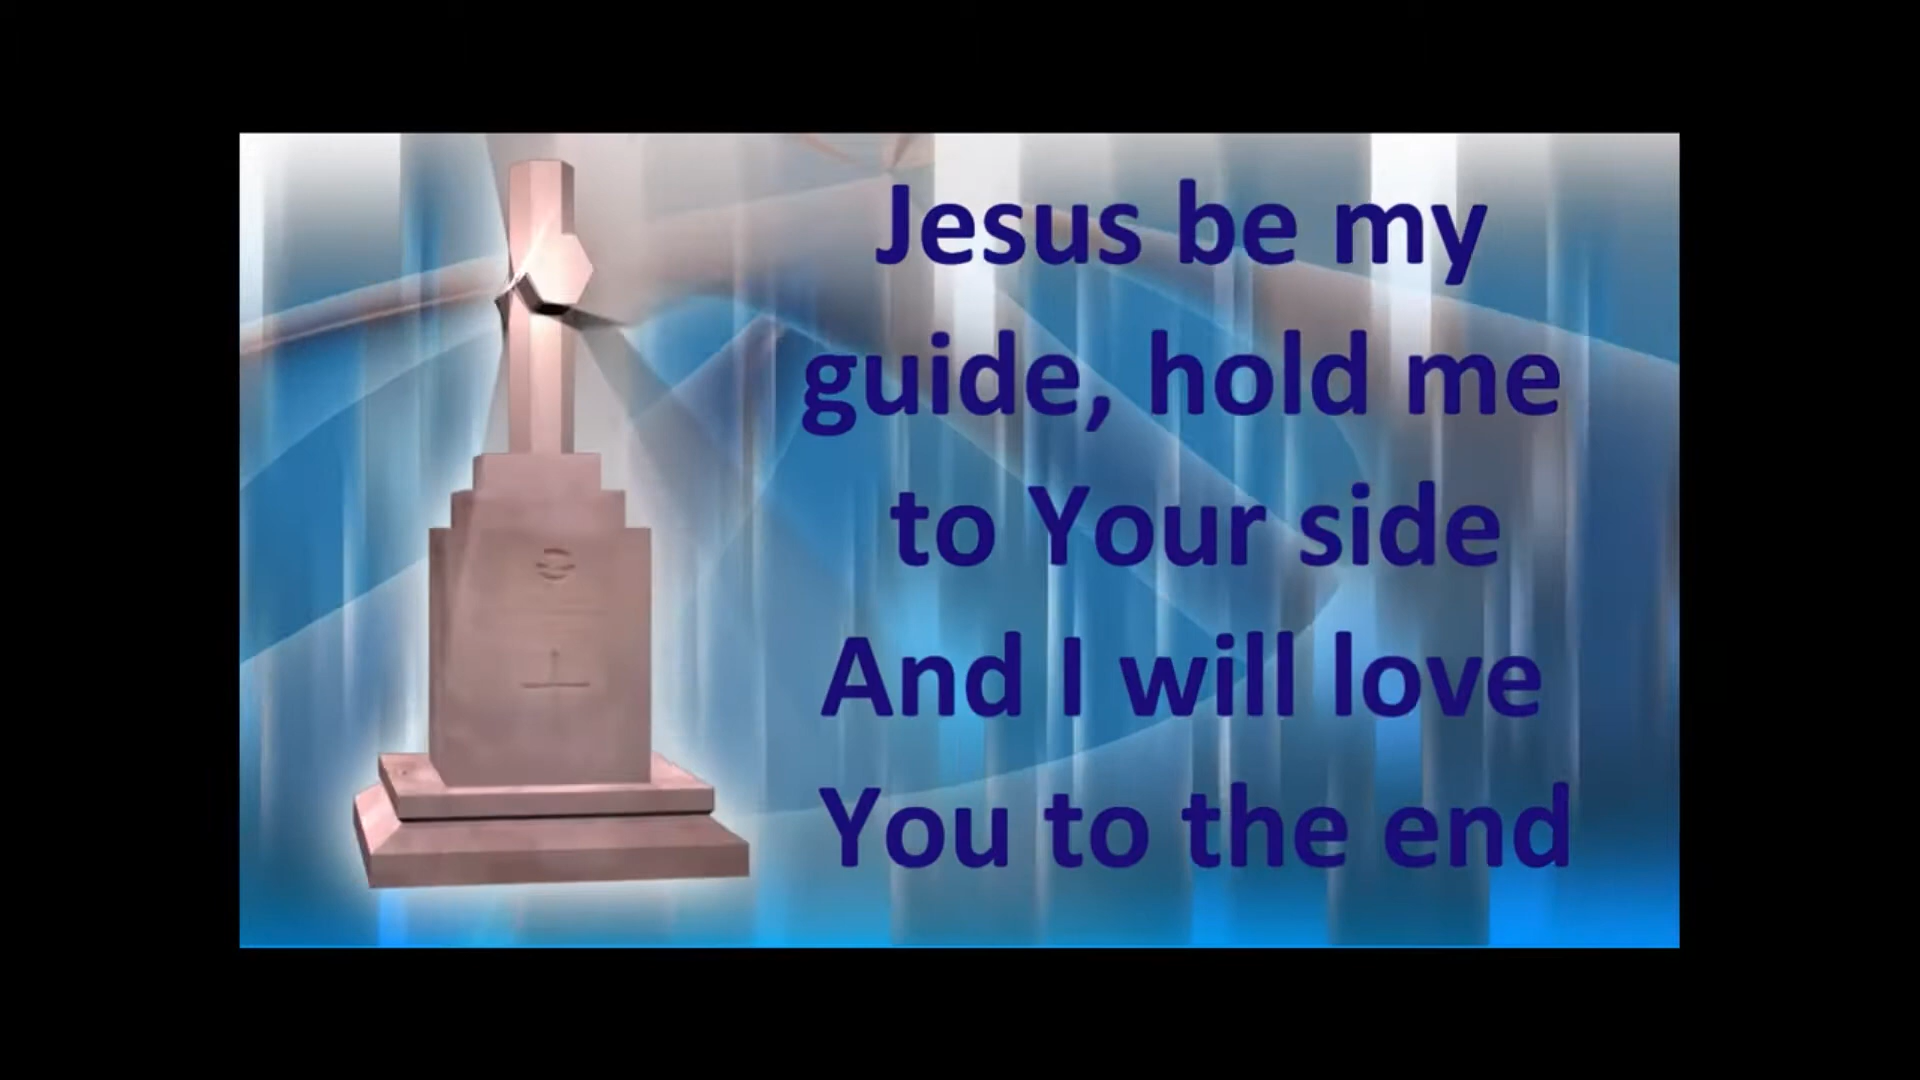 Jesus be my
guide, hold me
to Your side
And I will love
You to the end